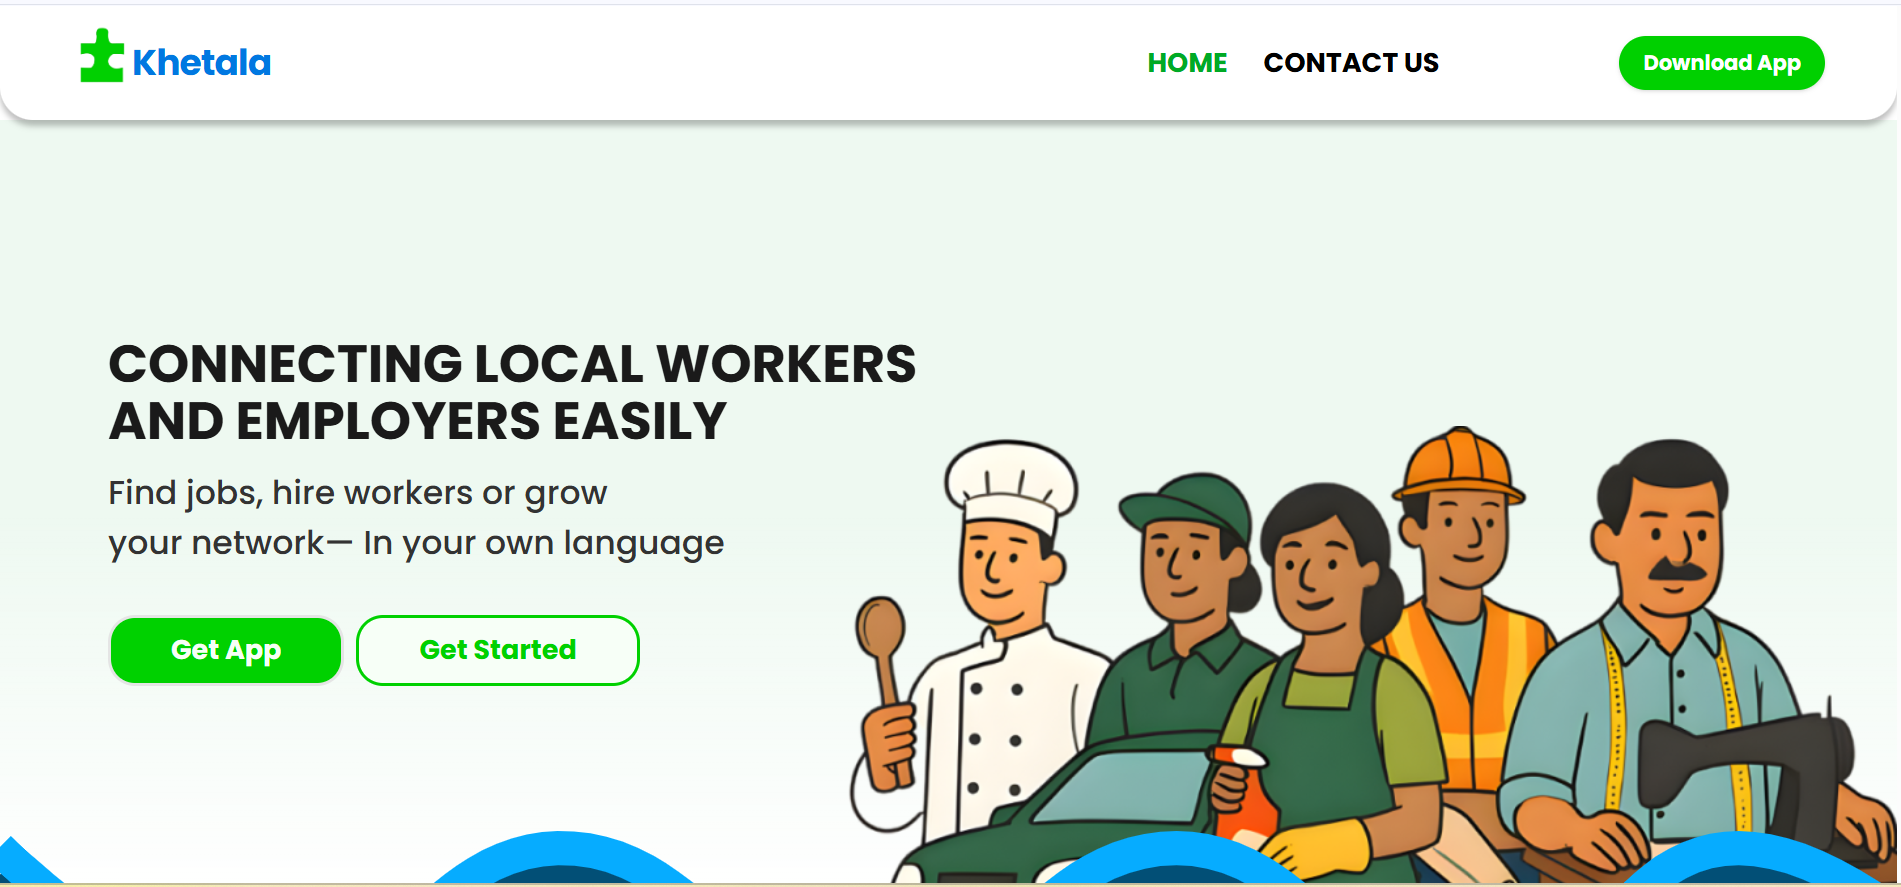 Khetala
HOME CONTACT US
Download App
CONNECTING LOCAL WORKERS
AND EMPLOYERS EASILY
Find jobs, hire workers or grow
your network— In your own language
Get App
Get Started